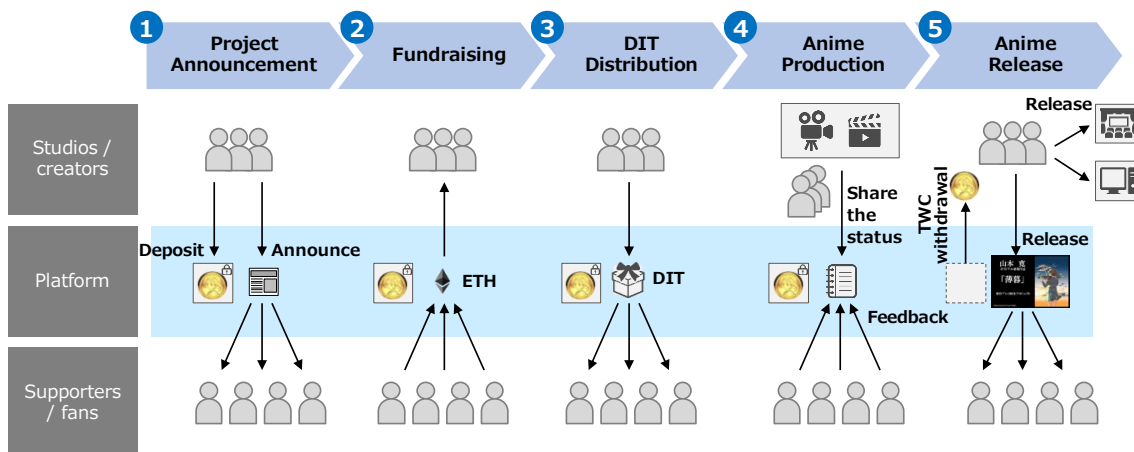 1
Project
Announcement
2
Fundraising
3
DIT
Distribution
4
Anime
Production
5
Anime
Release
Studios /
creators
Share
the
status
Release
TWC
withdrawal
Platform
Deposit
Announce
ETH
DIT
Feedback
Release
山本 寛
「薄暮」
Supporters
/ fans